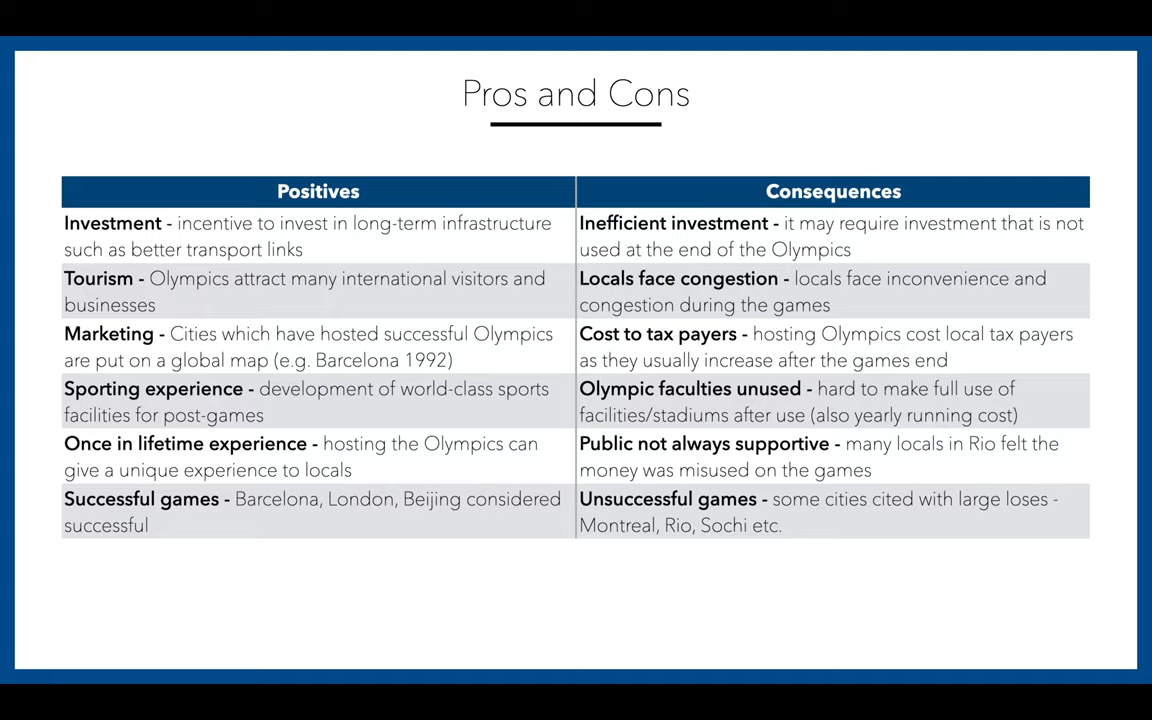 Pros and Cons
Positives
Consequences
Investment - incentive to invest in long-term infrastructure
such as better transport links
Inefficient investment - it may require investment that is not
used at the end of the Olympics
Tourism - Olympics attract many international visitors and
businesses
Locals face congestion - locals face inconvenience and
congestion during the games
Marketing - Cities which have hosted successful Olympics
are put on a global map (e.g. Barcelona 1992)
Cost to tax payers - hosting Olympics cost local tax payers
as they usually increase after the games end
Sporting experience - development of world-class sports
facilities for post-games
Olympic faculties unused - hard to make full use of
facilities/stadiums after use (also yearly running cost)
Once in lifetime experience - hosting the Olympics can
give a unique experience to locals
Public not always supportive - many locals in Rio felt the
money was misused on the games
Successful games - Barcelona, London, Beijing considered
successful
Unsuccessful games - some cities cited with large loses -
Montreal, Rio, Sochi etc.